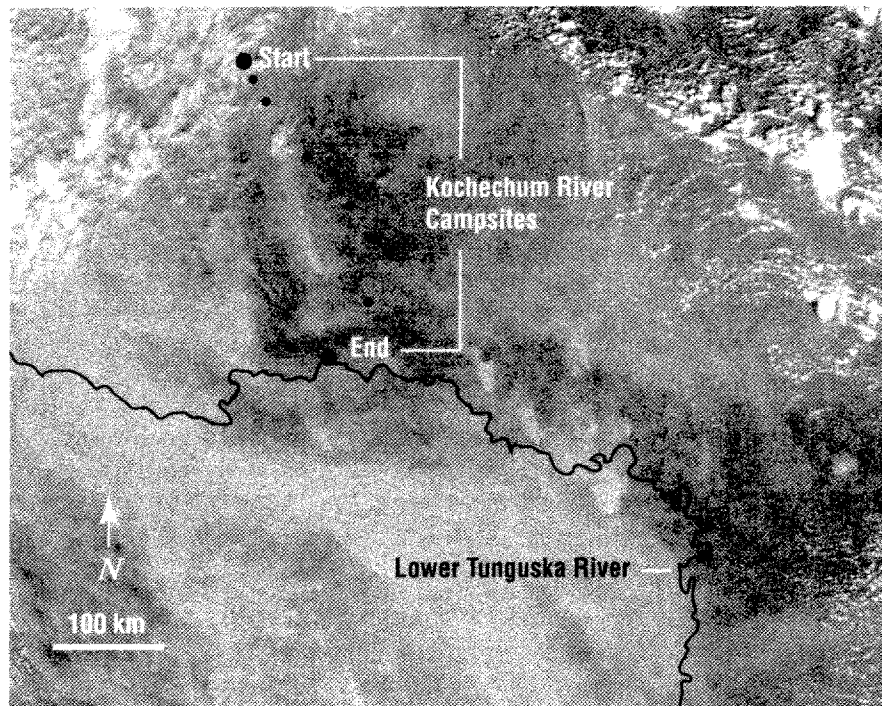 Start
Kochechum River
Campsites
End
Lower Tunguska River
N
100 km